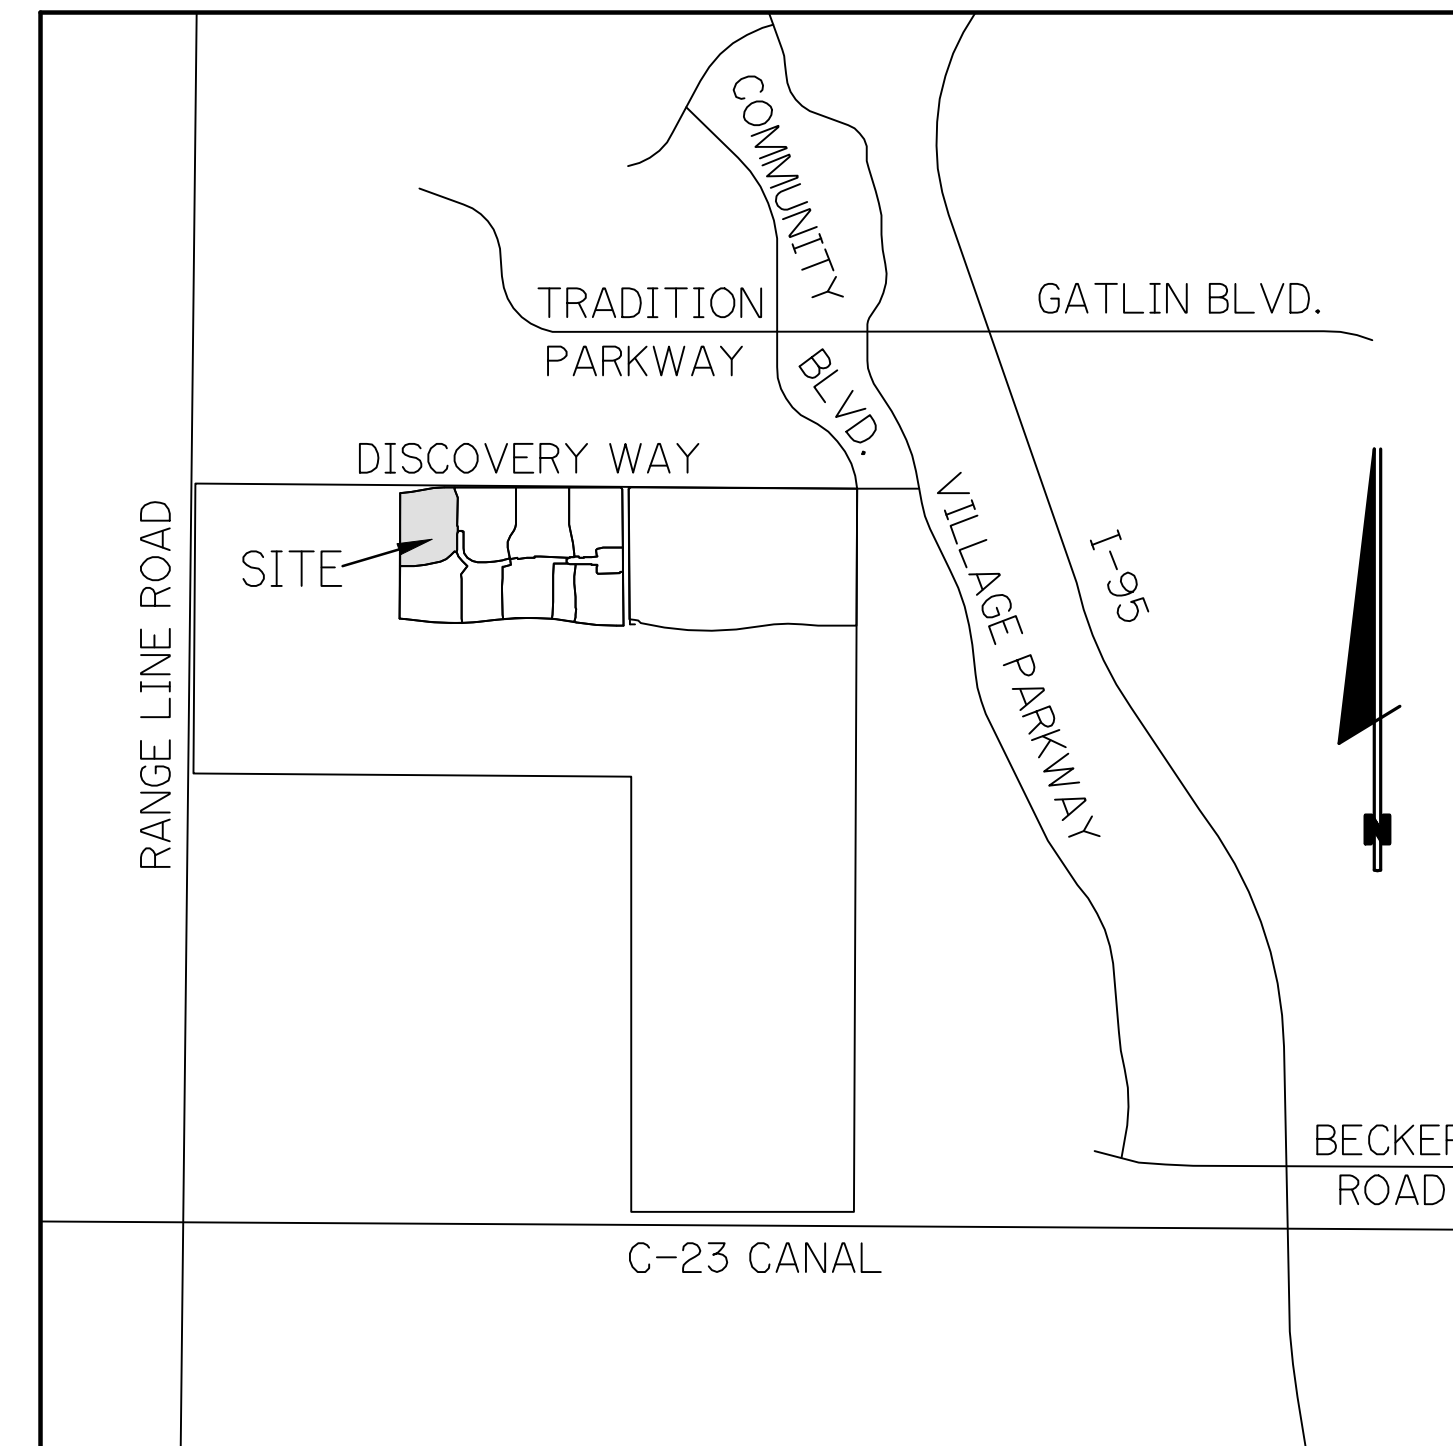 COMMUNITY
TRADITION
GATLIN BLVD.
PARKWAY
BLVD.
DISCOVERY WAY
VILLAGE PARKWAY
I-95
SITE
RANGE LINE ROAD
N
BECKER
ROAD
C-23 CANAL